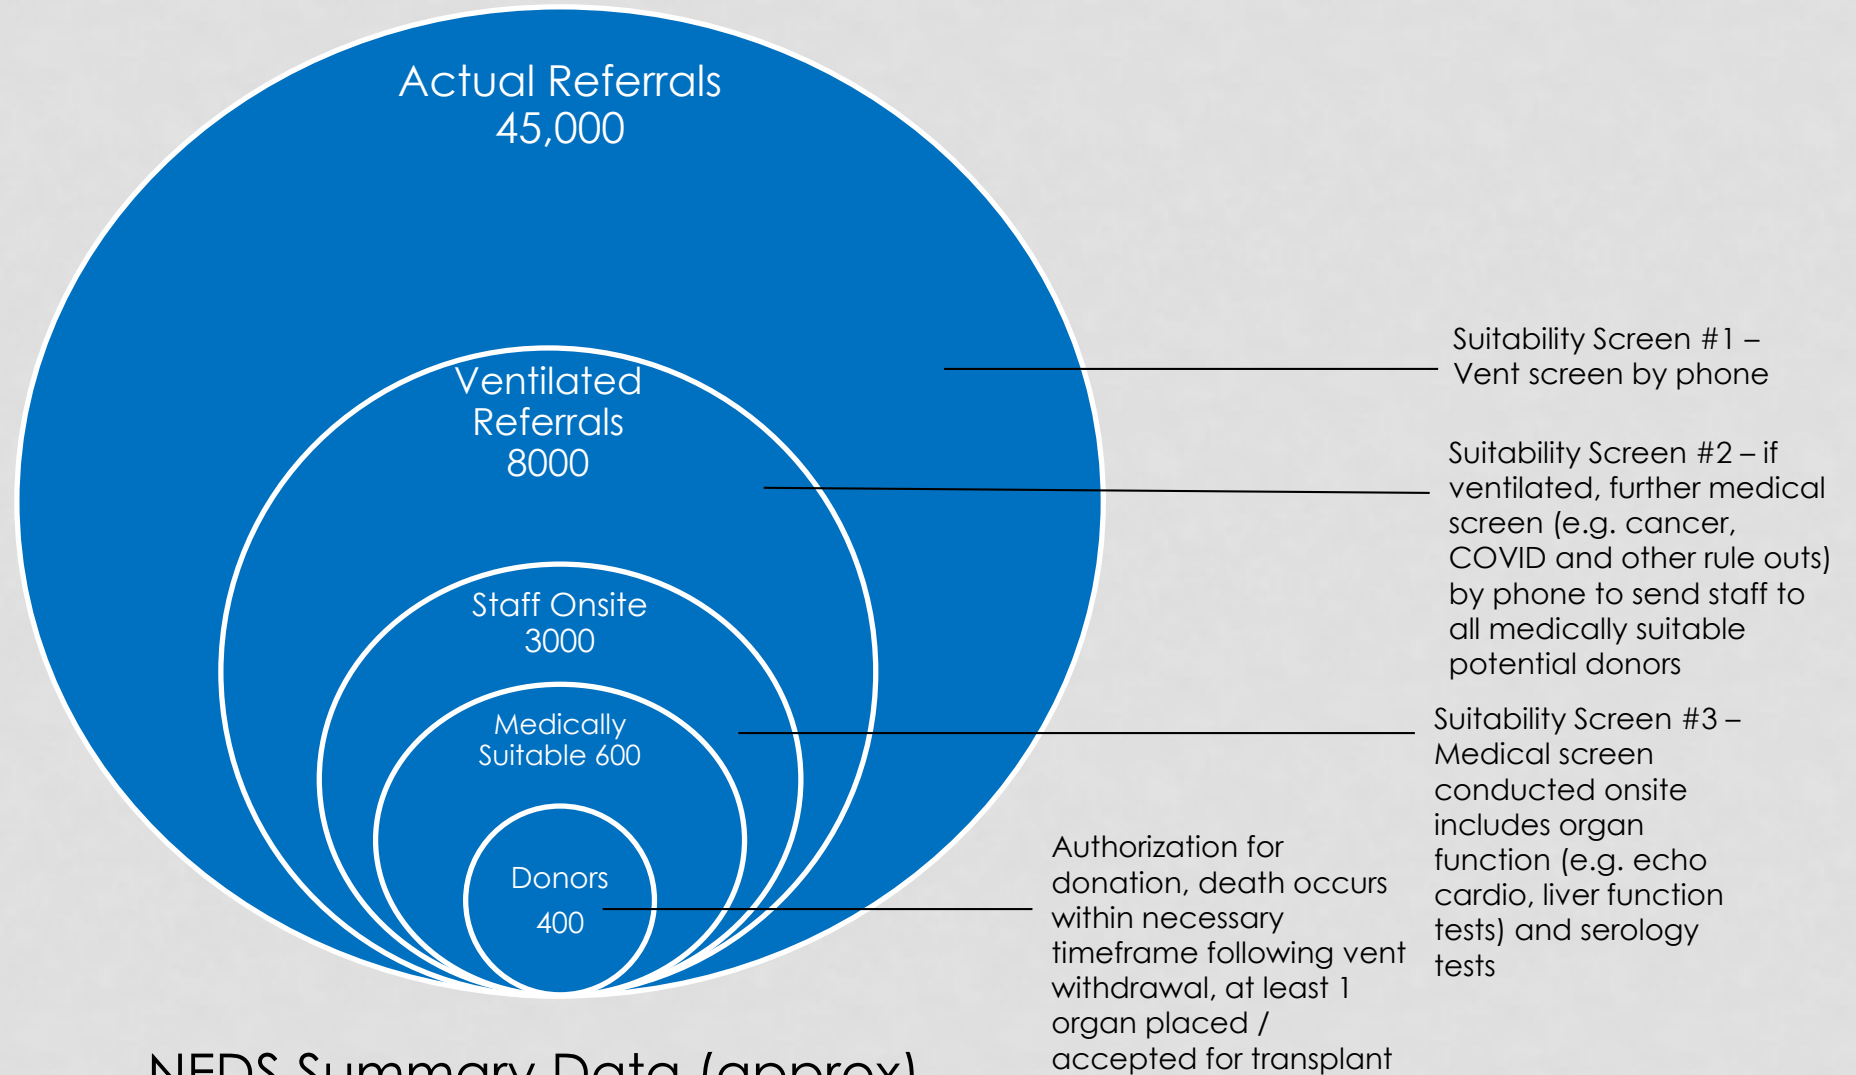 Actual Referrals
45,000
Ventilated
Referrals
8000
Staff Onsite
3000
Medically
Suitable 600
Donors
400
Suitability Screen #1 –
Vent screen by phone
Suitability Screen #2 – if
ventilated, further medical
screen (e.g. cancer,
COVID and other rule outs)
by phone to send staff to
all medically suitable
potential donors
Suitability Screen #3 –
Medical screen
conducted onsite
includes organ
function (e.g. echo
cardio, liver function
tests) and serology
tests
Authorization for
donation, death occurs
within necessary
timeframe following vent
withdrawal, at least 1
organ placed /
accepted for transplant
NEDS Summary Data (approx)